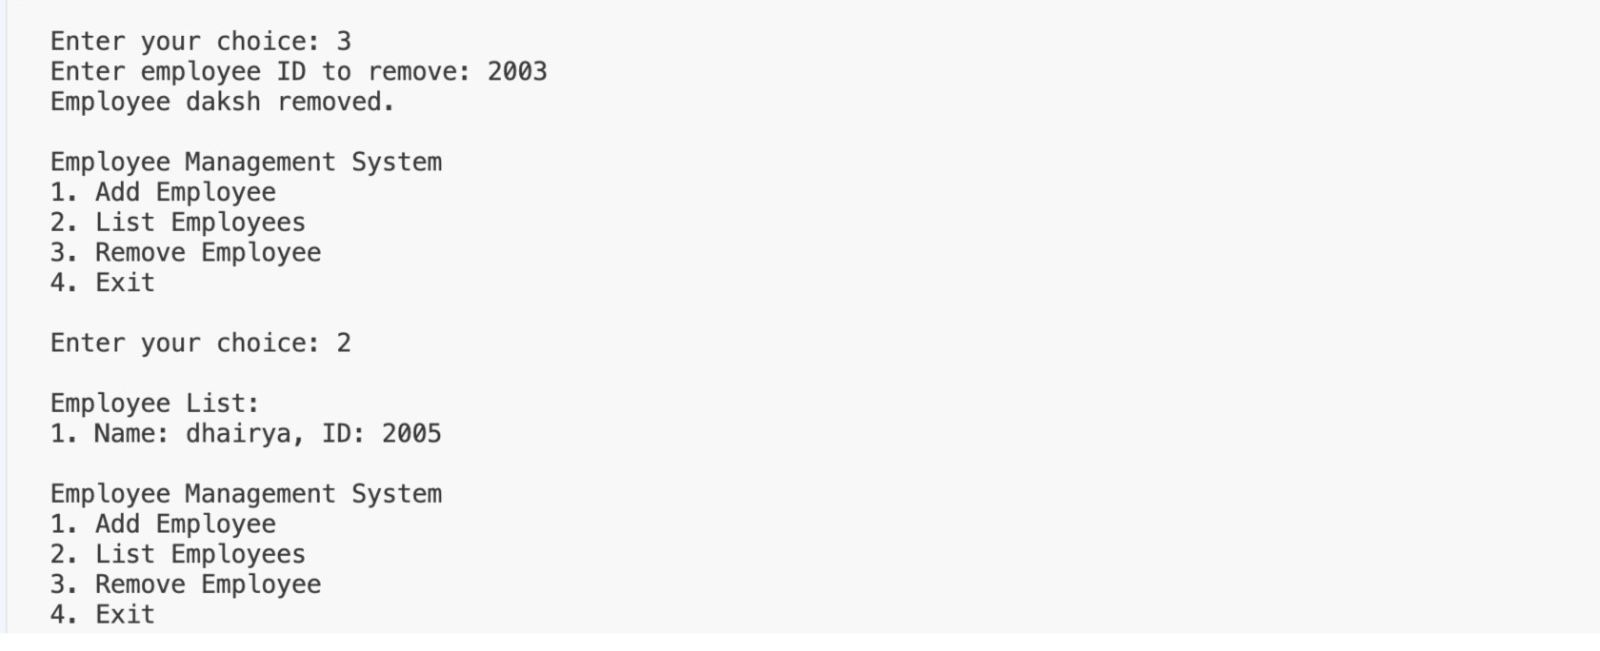 Enter your choice: 3
Enter employee ID to remove: 2003
Employee daksh removed.
Employee Management System
1. Add Employee
2. List Employees
3. Remove Employee
4. Exit
Enter your choice: 2
Employee List:
1. Name: dhairya, ID: 2005
Employee Management System
1. Add Employee
2. List Employees
3. Remove Employee
4. Exit